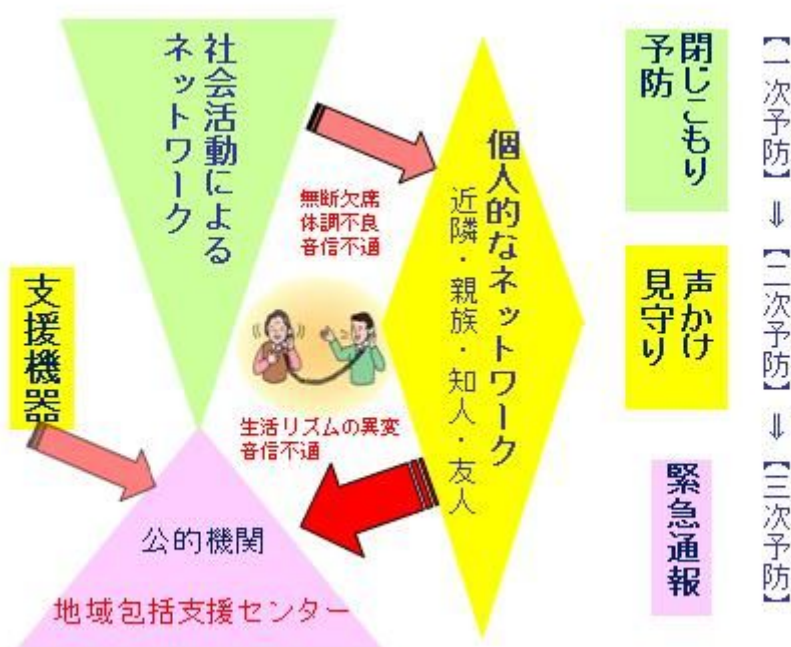 社会活動による
ネットワーク
無断欠席
体調不良
音信不通
個人的なネットワーク
近隣・親族・知人・友人
支援機器
生活リズムの異変
音信不通
公的機関
地域包括支援センター
閉じこもり
予防
声かけ
見守り
緊急通報
【一次予防】
⇓
【二次予防】
⇓
【三次予防】